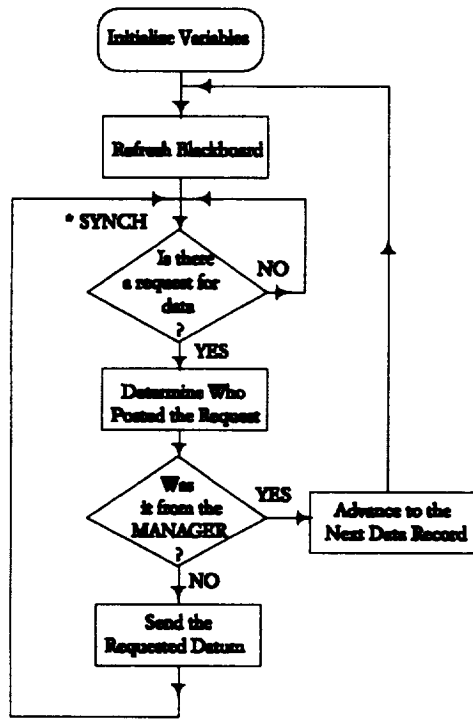 Initialize Variables
Refresh Blackboard
* SYNCH
Is there
a request for
data
?
NO
YES
Determine Who
Posted the Request
Was
it from the
MANAGER
?
YES
Advance to the
Next Data Record
NO
Send the
Requested Datum